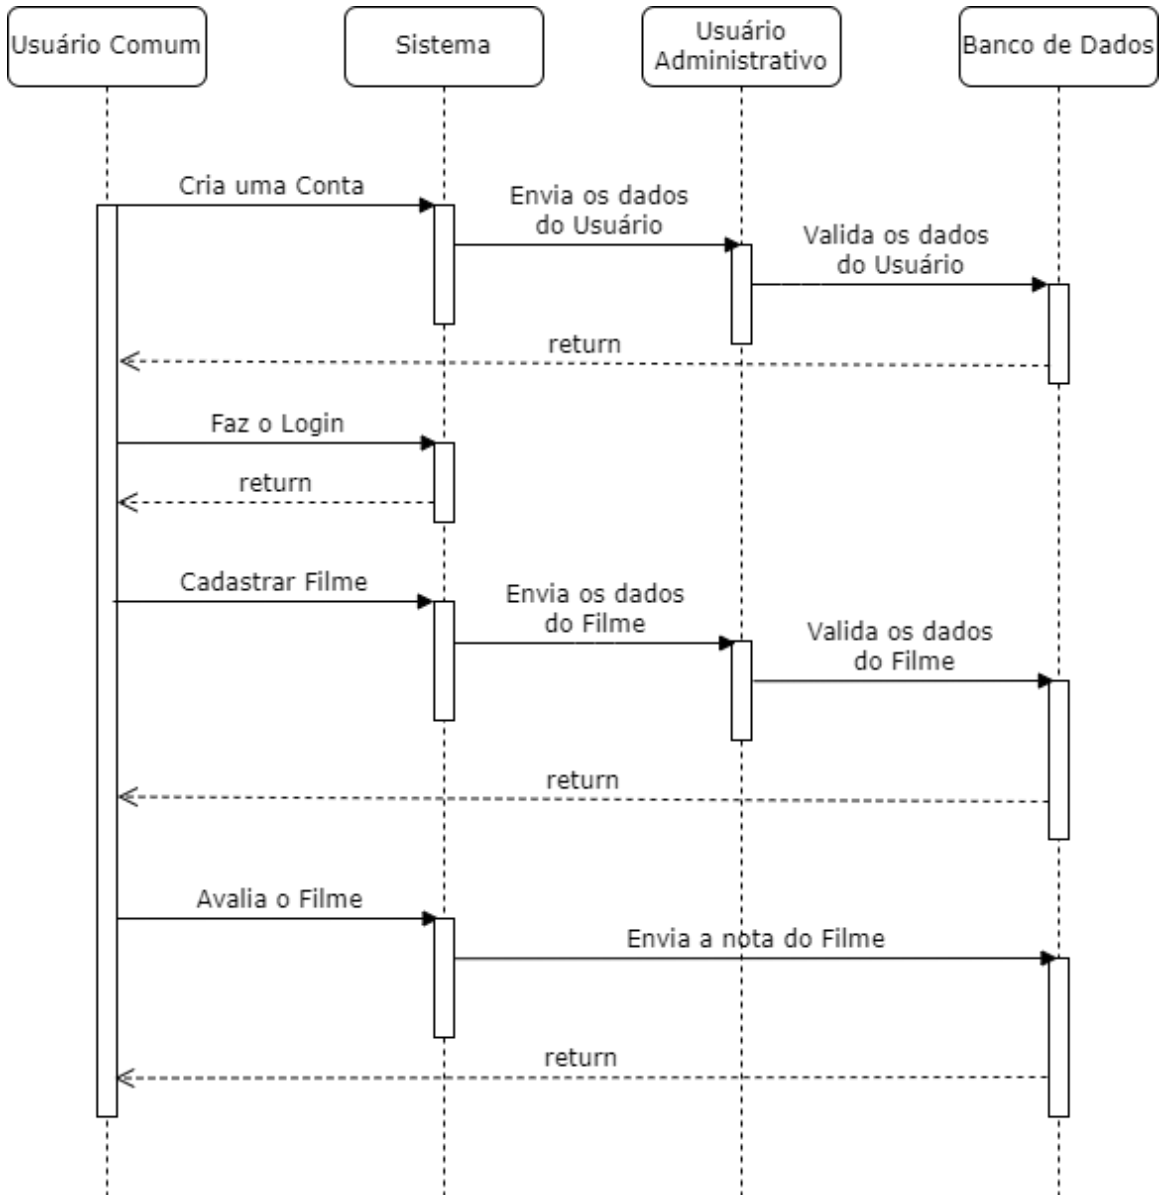 Usuário Comum
Sistema
Usuário
Administrativo
Banco de Dados
Cria uma Conta
Envia os dados
do Usuário
Valida os dados
do Usuário
return
Faz o Login
return
Cadastrar Filme
Envia os dados
do Filme
Valida os dados
do Filme
return
Avalia o Filme
Envia a nota do Filme
return